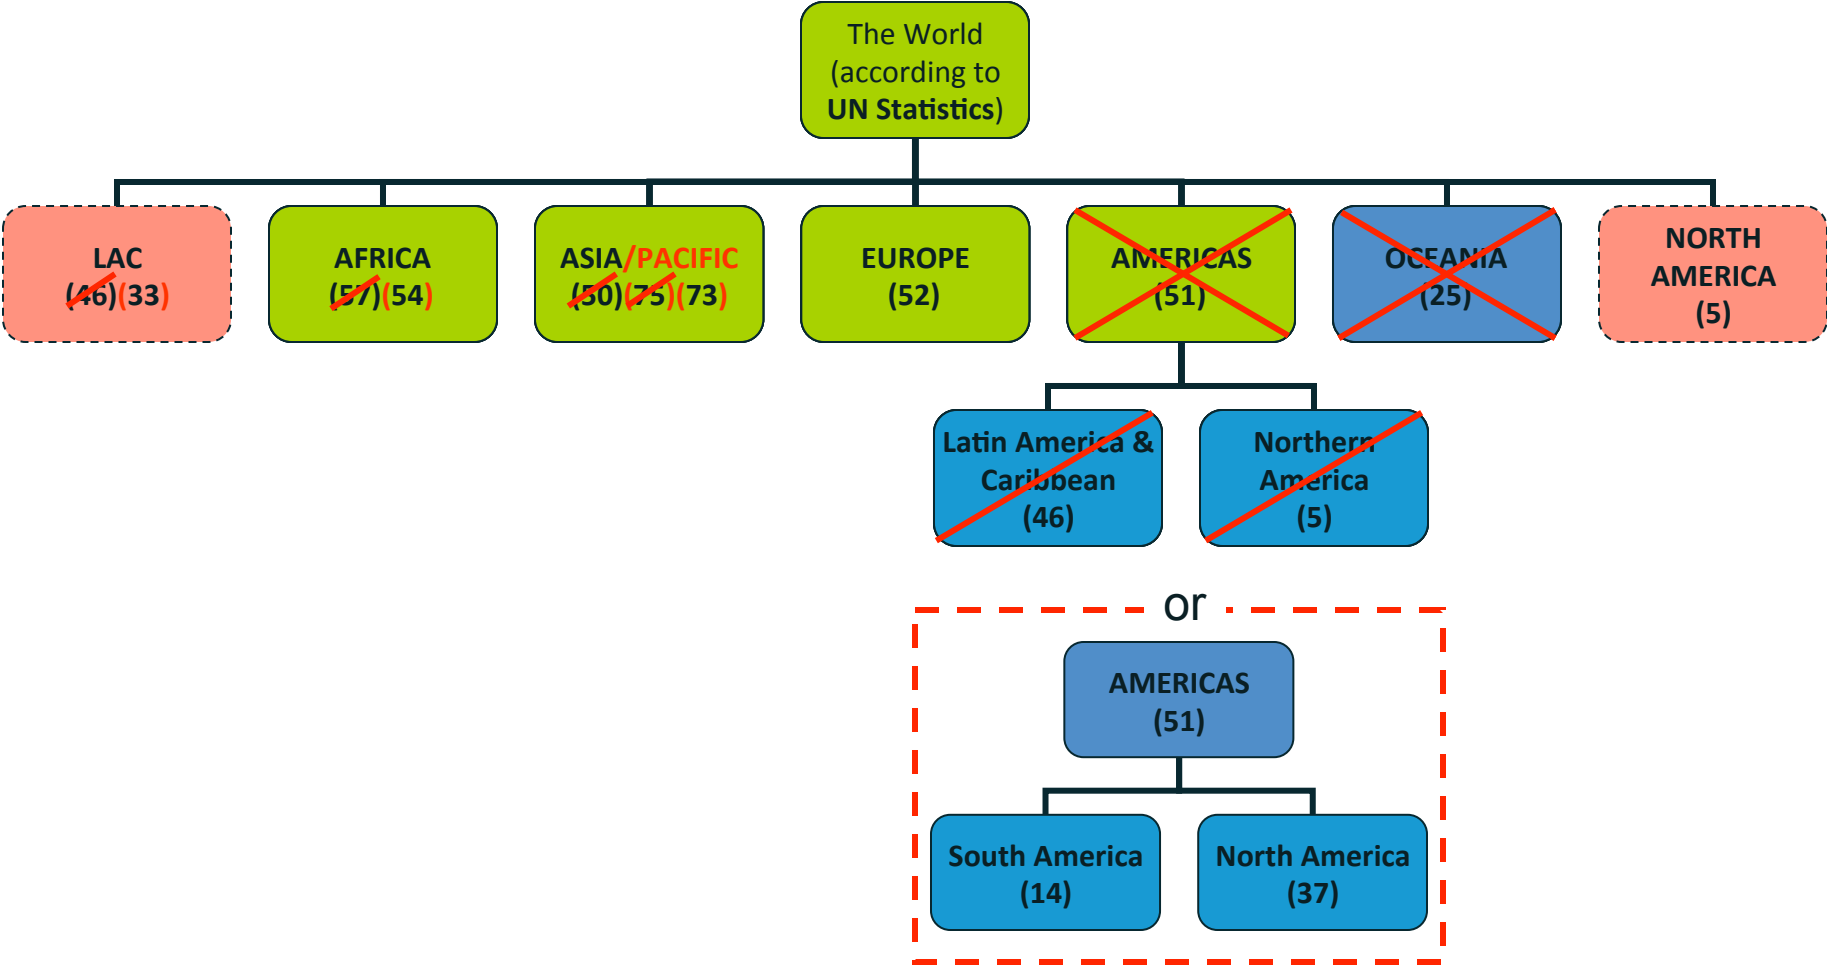 The World
(according to
UN Statistics)
LAC
(46)(33)
AFRICA
(57)(54)
ASIA/PACIFIC
(50)(75)(73)
EUROPE
(52)
AMERICAS
(51)
OCEANIA
(25)
NORTH
AMERICA
(5)
Latin America &
Caribbean
(46)
Northern
America
(5)
or
AMERICAS
(51)
South America
(14)
North America
(37)